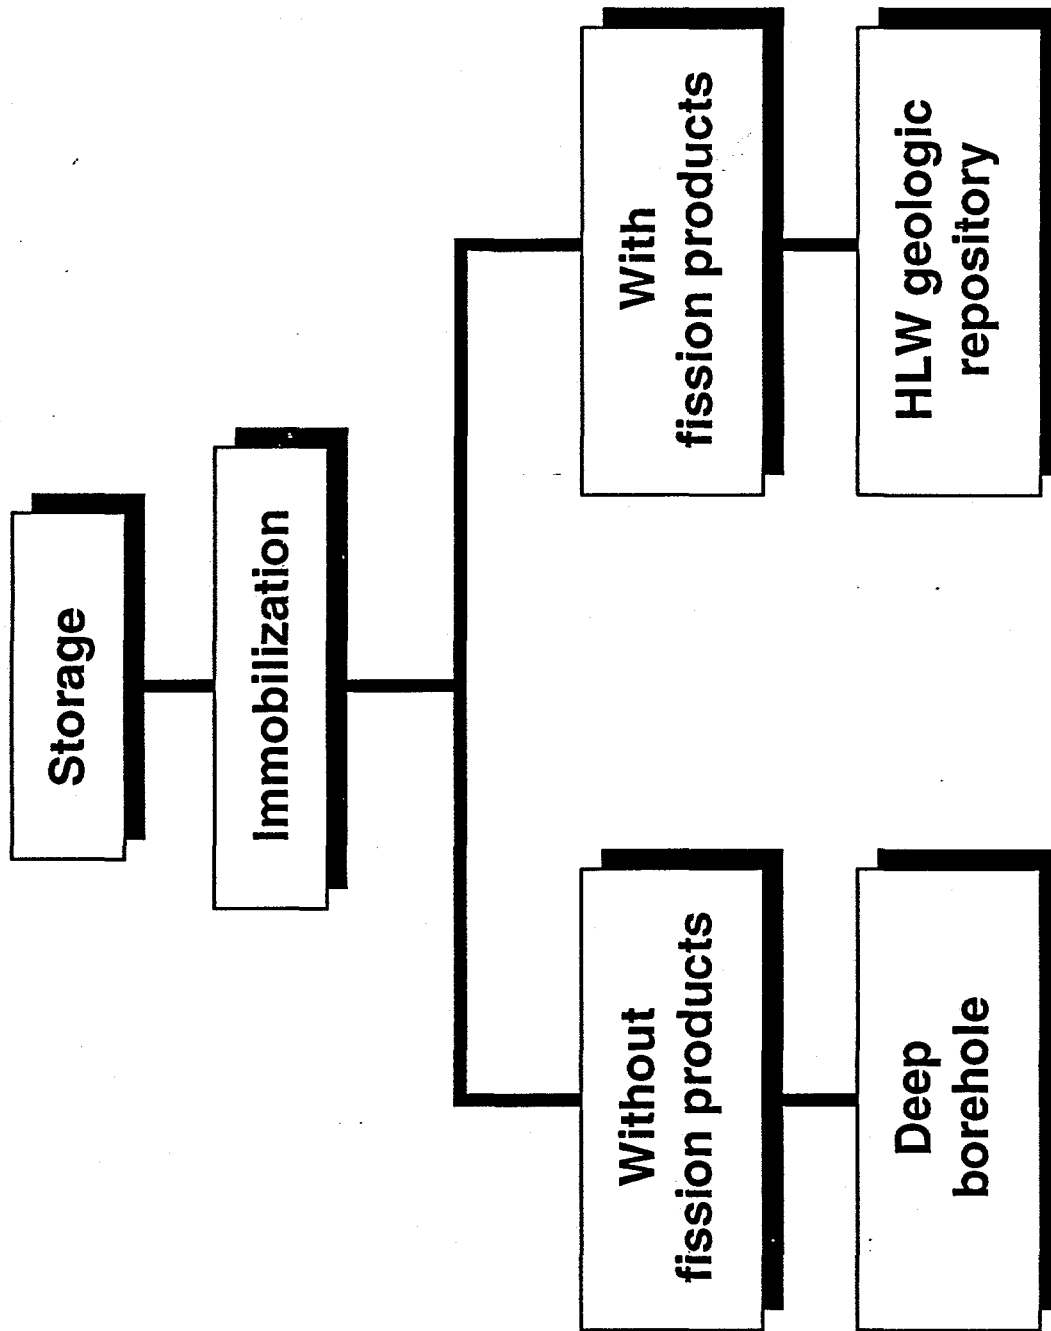 Storage
Immobilization
Without
fission products
With
fission products
Deep
borehole
HLW geologic
repository